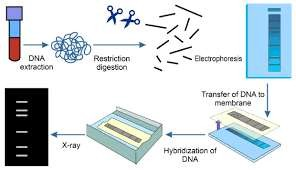 DNA
extraction
Restriction
digestion
Electrophoresis
Transfer of DNA to
membrane
Hybridization of
DNA
X-ray